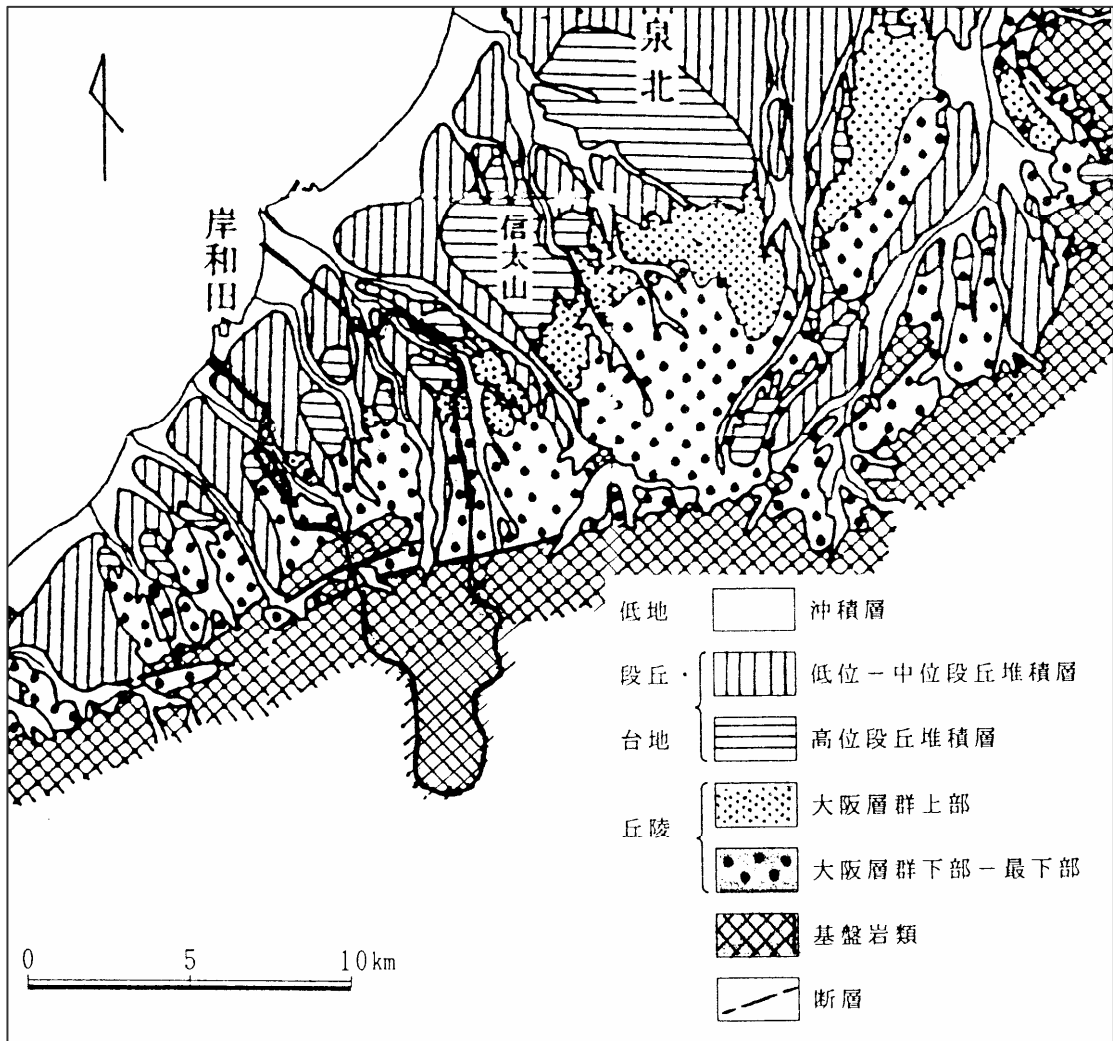 泉北
信太山
岸和田
低地 沖積層
段丘・ 低位-中位段丘堆積層
台地 高位段丘堆積層
大阪層群上部
丘陵
大阪層群下部-最下部
基盤岩類
断層
0 5 10km